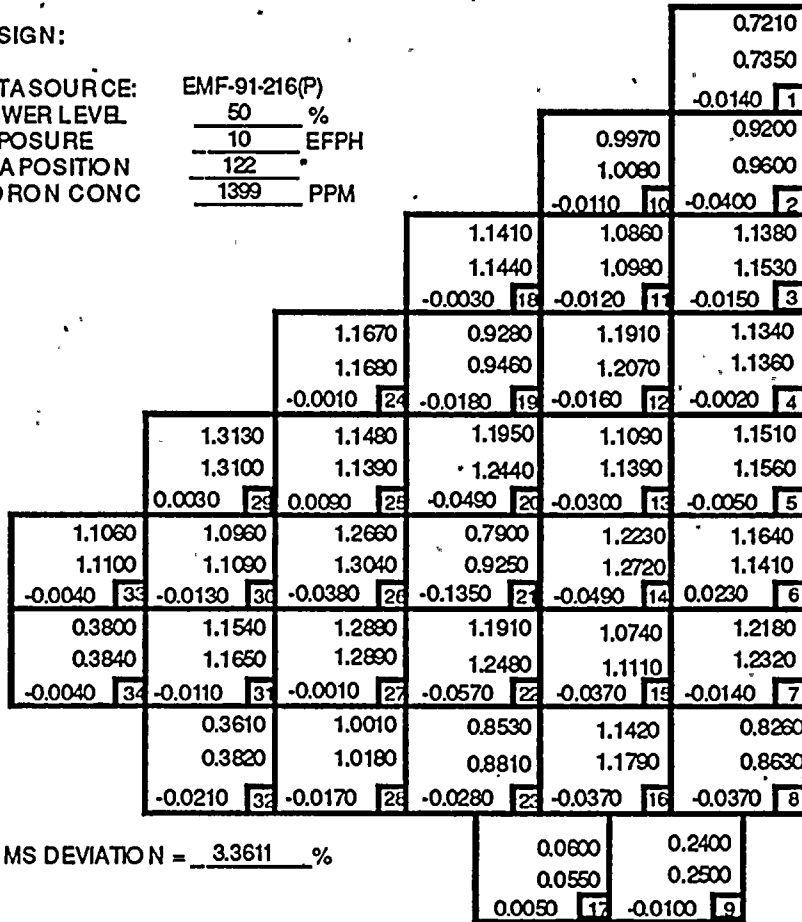 SIGN:
TASOURCE: EMF-91-216(P)
WER LEVEL 50 %
POSURE 10 EFPH
APOSITION 122
RON CONC 1399 PPM
0.7210
0.7350
-0.0140 1
0.9970 0.9200
1.0080 0.9600
-0.0110 10 -0.0400 2
1.1410 1.0860 1.1380
1.1440 1.0980 1.1530
-0.0030 18 -0.0120 11 -0.0150 3
1.1670 0.9280 1.1910 1.1340
1.1680 0.9460 1.2070 1.1360
-0.0010 24 -0.0180 19 -0.0160 12 -0.0020 4
1.3130 1.1480 1.1950 1.1090 1.1510
1.3100 1.1390 1.2440 1.1390 1.1560
0.0030 29 0.0090 25 -0.0490 20 -0.0300 13 -0.0050 5
1.1060 1.0960 1.2660 0.7900 1.2230 1.1640
1.1100 1.1090 1.3040 0.9250 1.2720 1.1410
-0.0040 33 -0.0130 30 -0.0380 26 -0.1350 21 -0.0490 14 0.0230 6
0.3800 1.1540 1.2880 1.1910 1.0740 1.2180
0.3840 1.1650 1.2890 1.2480 1.1110 1.2320
-0.0040 34 -0.0110 31 -0.0010 27 -0.0570 22 -0.0370 15 -0.0140 7
0.3610 1.0010 0.8530 1.1420 0.8260
0.3820 1.0180 0.8810 1.1790 0.8630
-0.0210 32 -0.0170 28 -0.0280 23 -0.0370 16 -0.0370 8
MS DEVIATION = 3.3611 %
0.0600 0.2400
0.0550 0.2500
0.0050 17 -0.0100 9